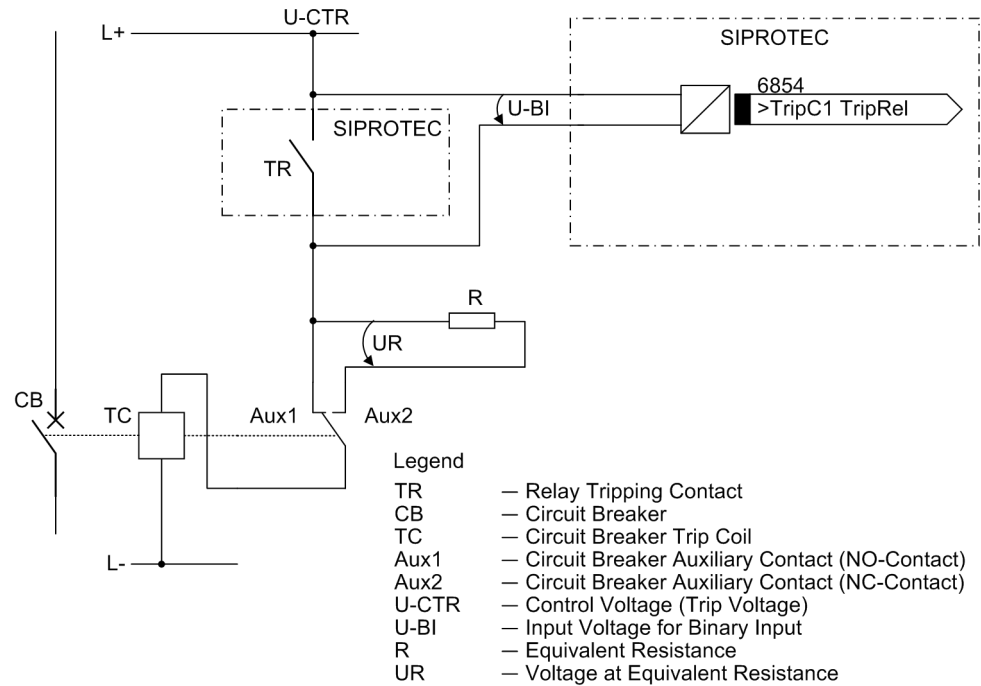 U-CTR
L+
SIPROTEC
6854
>TripC1 TripRel
U-BI
SIPROTEC
TR
R
UR
CB
TC
Aux1
Aux2
L-
Legend
TR — Relay Tripping Contact
CB — Circuit Breaker
TC — Circuit Breaker Trip Coil
Aux1 — Circuit Breaker Auxiliary Contact (NO-Contact)
Aux2 — Circuit Breaker Auxiliary Contact (NC-Contact)
U-CTR — Control Voltage (Trip Voltage)
U-BI — Input Voltage for Binary Input
R — Equivalent Resistance
UR — Voltage at Equivalent Resistance